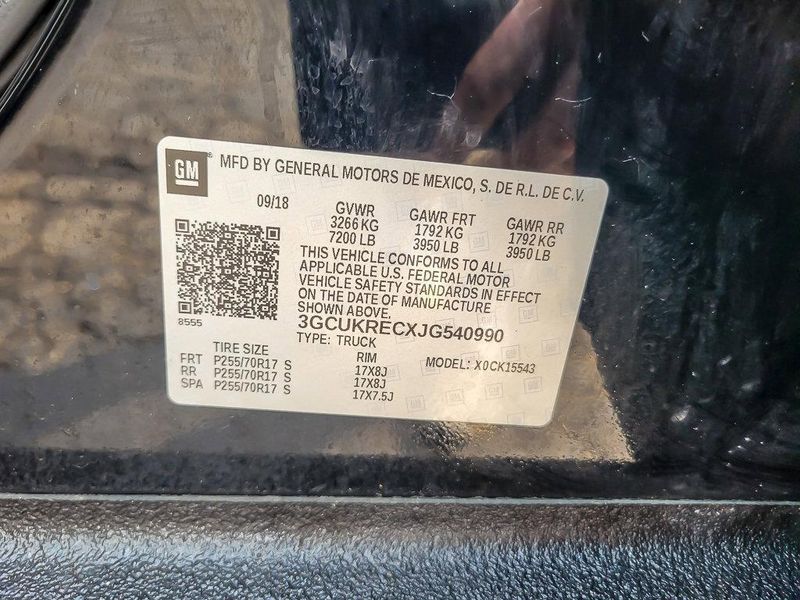 GM
MFD BY GENERAL MOTORS DE MEXICO, S. DE R.L. DE C.V.
09/18 GVWR GAWR FRT GAWR RR
3266 KG 1792 KG 1792 KG
7200 LB 3950 LB 3950 LB
THIS VEHICLE CONFORMS TO ALL
APPLICABLE U.S. FEDERAL MOTOR
VEHICLE SAFETY STANDARDS IN EFFECT
ON THE DATE OF MANUFACTURE
SHOWN ABOVE.
8555
3GCUKRECXJG540990
TYPE: TRUCK MODEL: X0CK15543
TIRE SIZE RIM
FRT P255/70R17 S 17X8J
RR P255/70R17 S 17X8J
SPA P255/70R17 S 17X7.5J